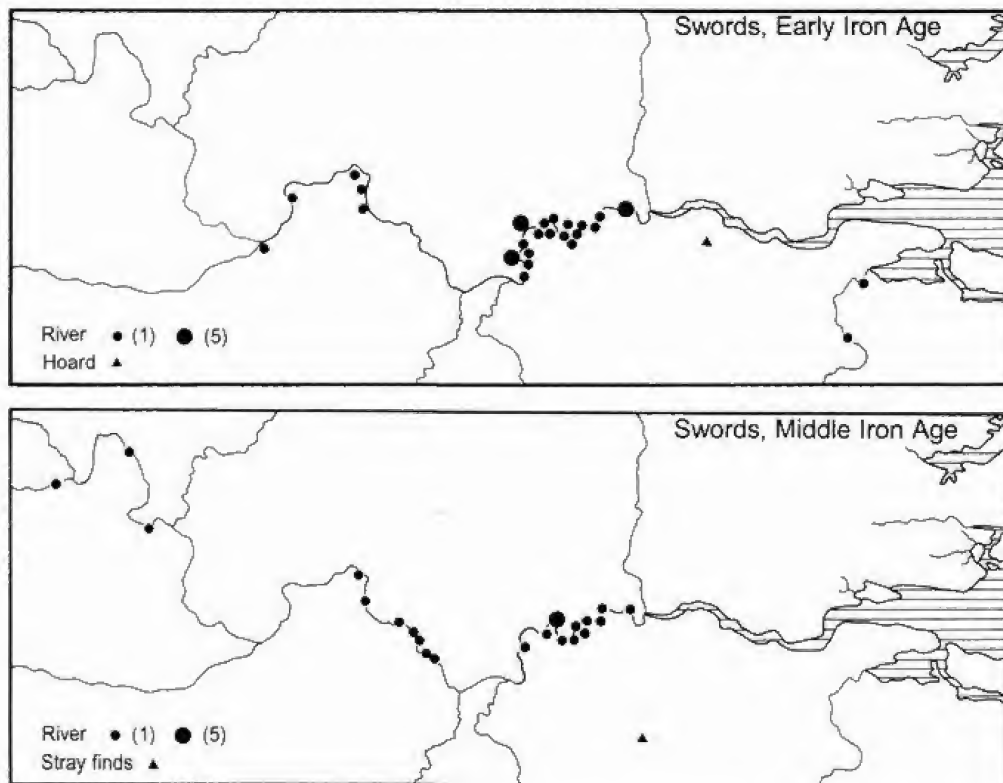 Swords, Early Iron Age
River (1) (5)
Hoard
Swords, Middle Iron Age
River (1) (5)
Stray finds